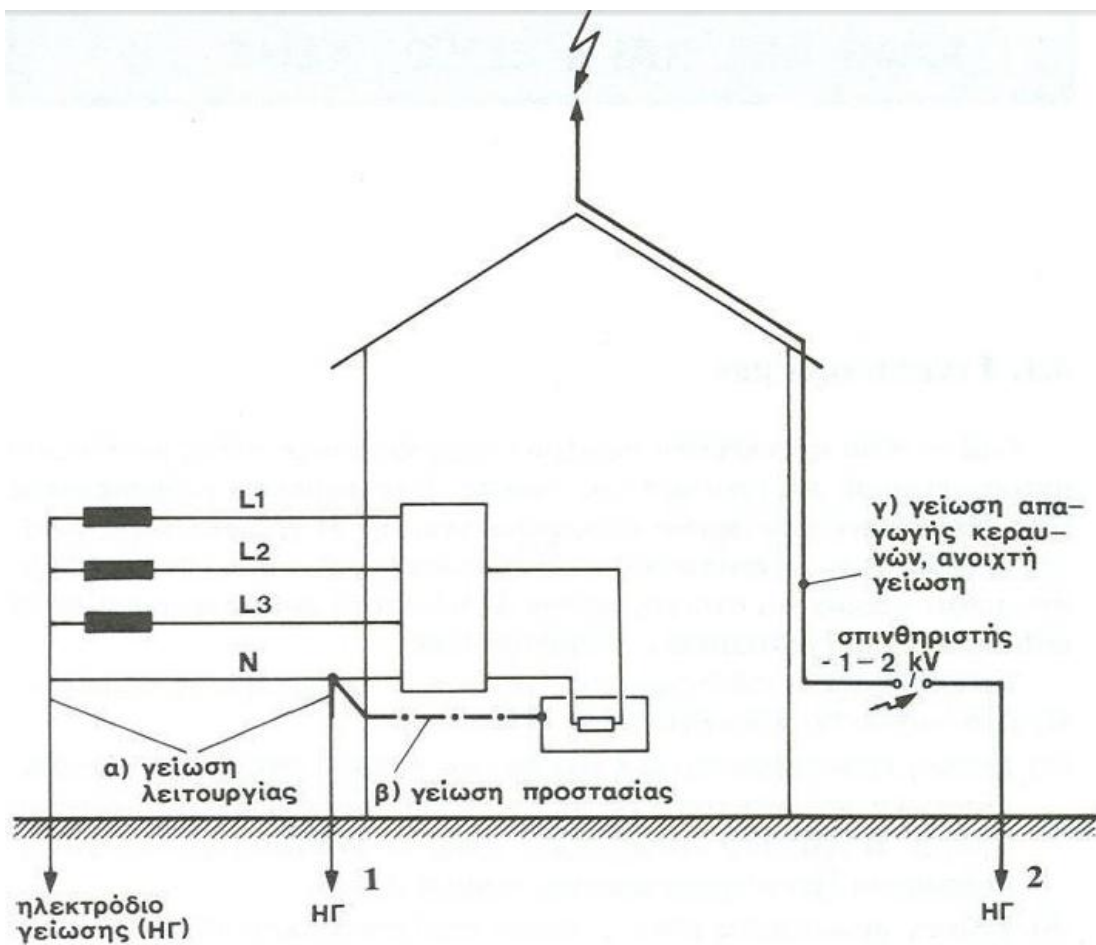 L1
L2
L3
N
α) γείωση
λειτουργίας
β) γείωση προστασίας
γ) γείωση απα-
γωγής κεραυ-
νών, ανοιχτή
γείωση
σπινθηριστής
-1-2 kV
ηλεκτρόδιο
γείωσης (ΗΓ)
1
ΗΓ
2
ΗΓ